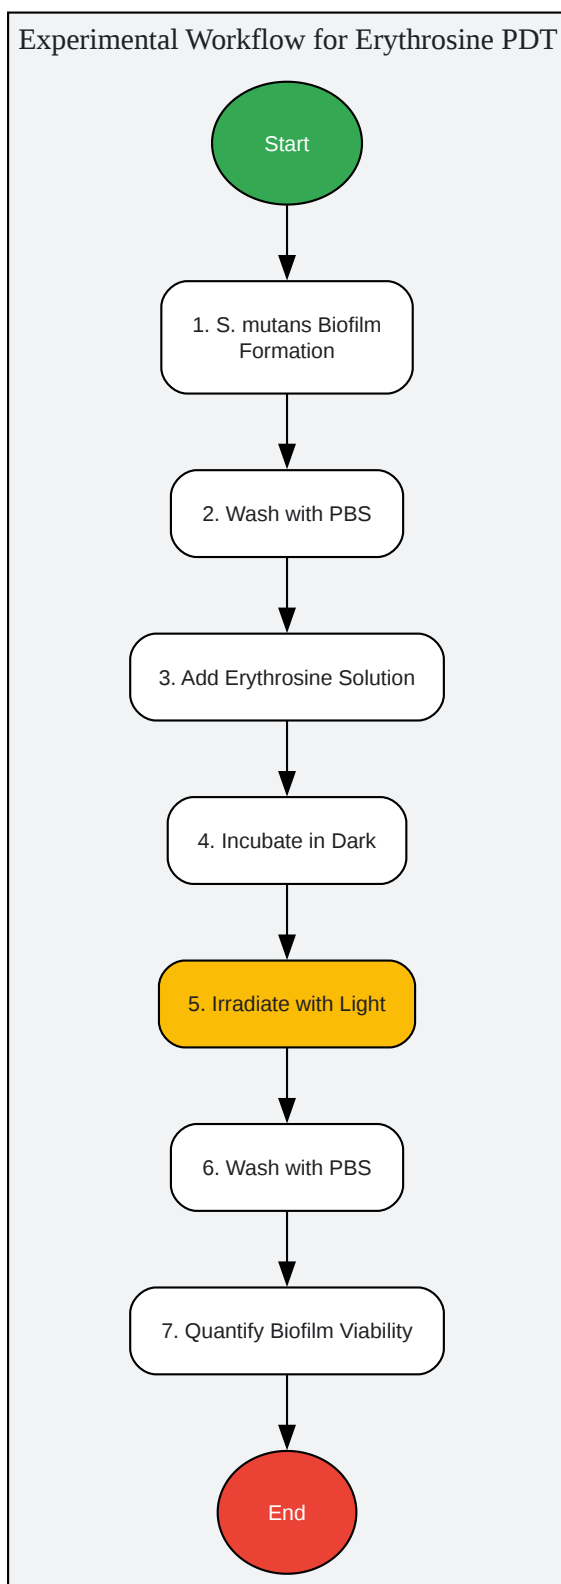 Experimental Workflow for Erythrosine PDT
Start
1. S. mutans Biofilm
Formation
2. Wash with PBS
3. Add Erythrosine Solution
4. Incubate in Dark
5. Irradiate with Light
6. Wash with PBS
7. Quantify Biofilm Viability
End